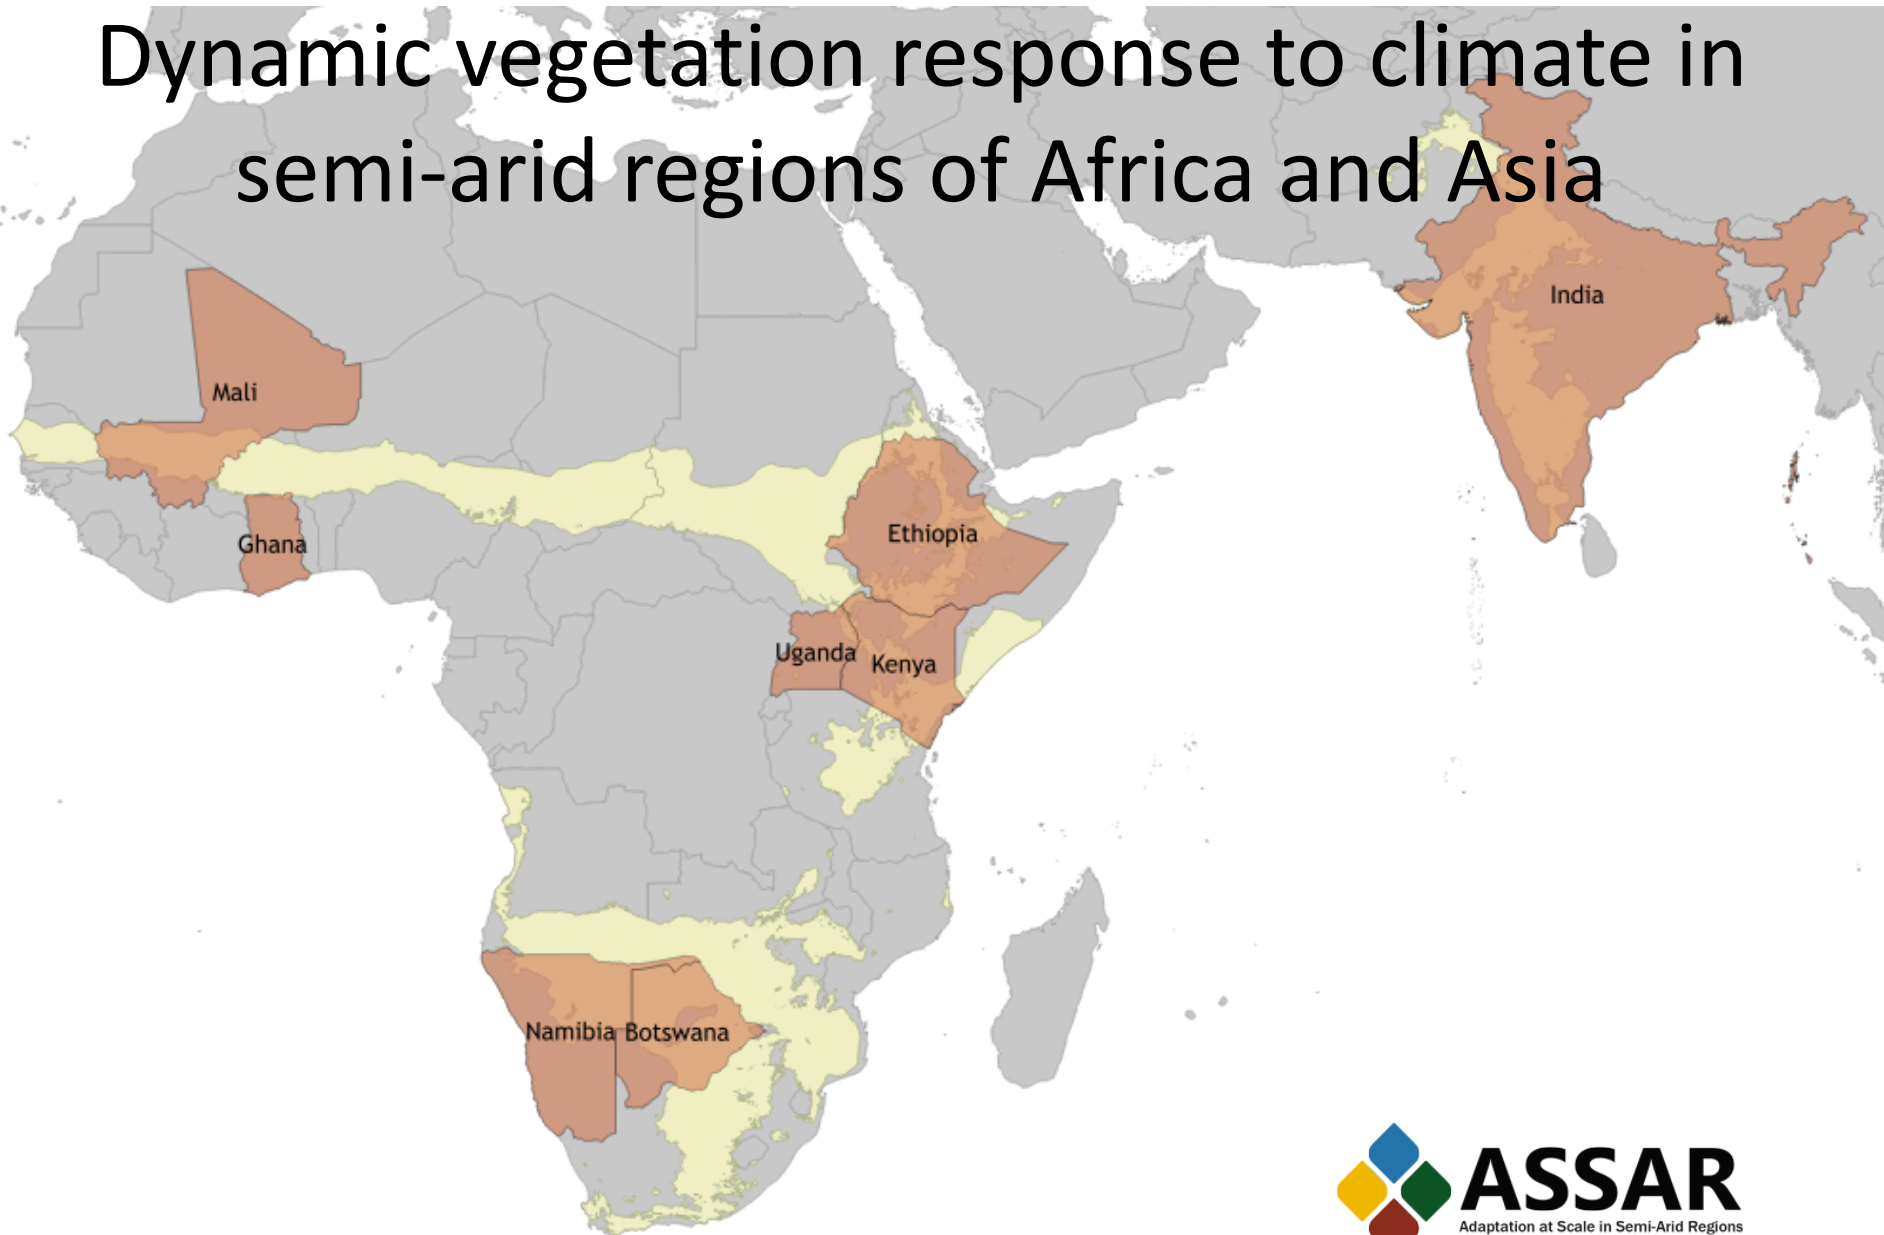 Dynamic vegetation response to climate in
semi-arid regions of Africa and Asia
India
Mali
Ethiopia
Ghana
Uganda
Kenya
Namibia
Botswana
ASSAR
Adaptation at Scale in Semi-Arid Regions